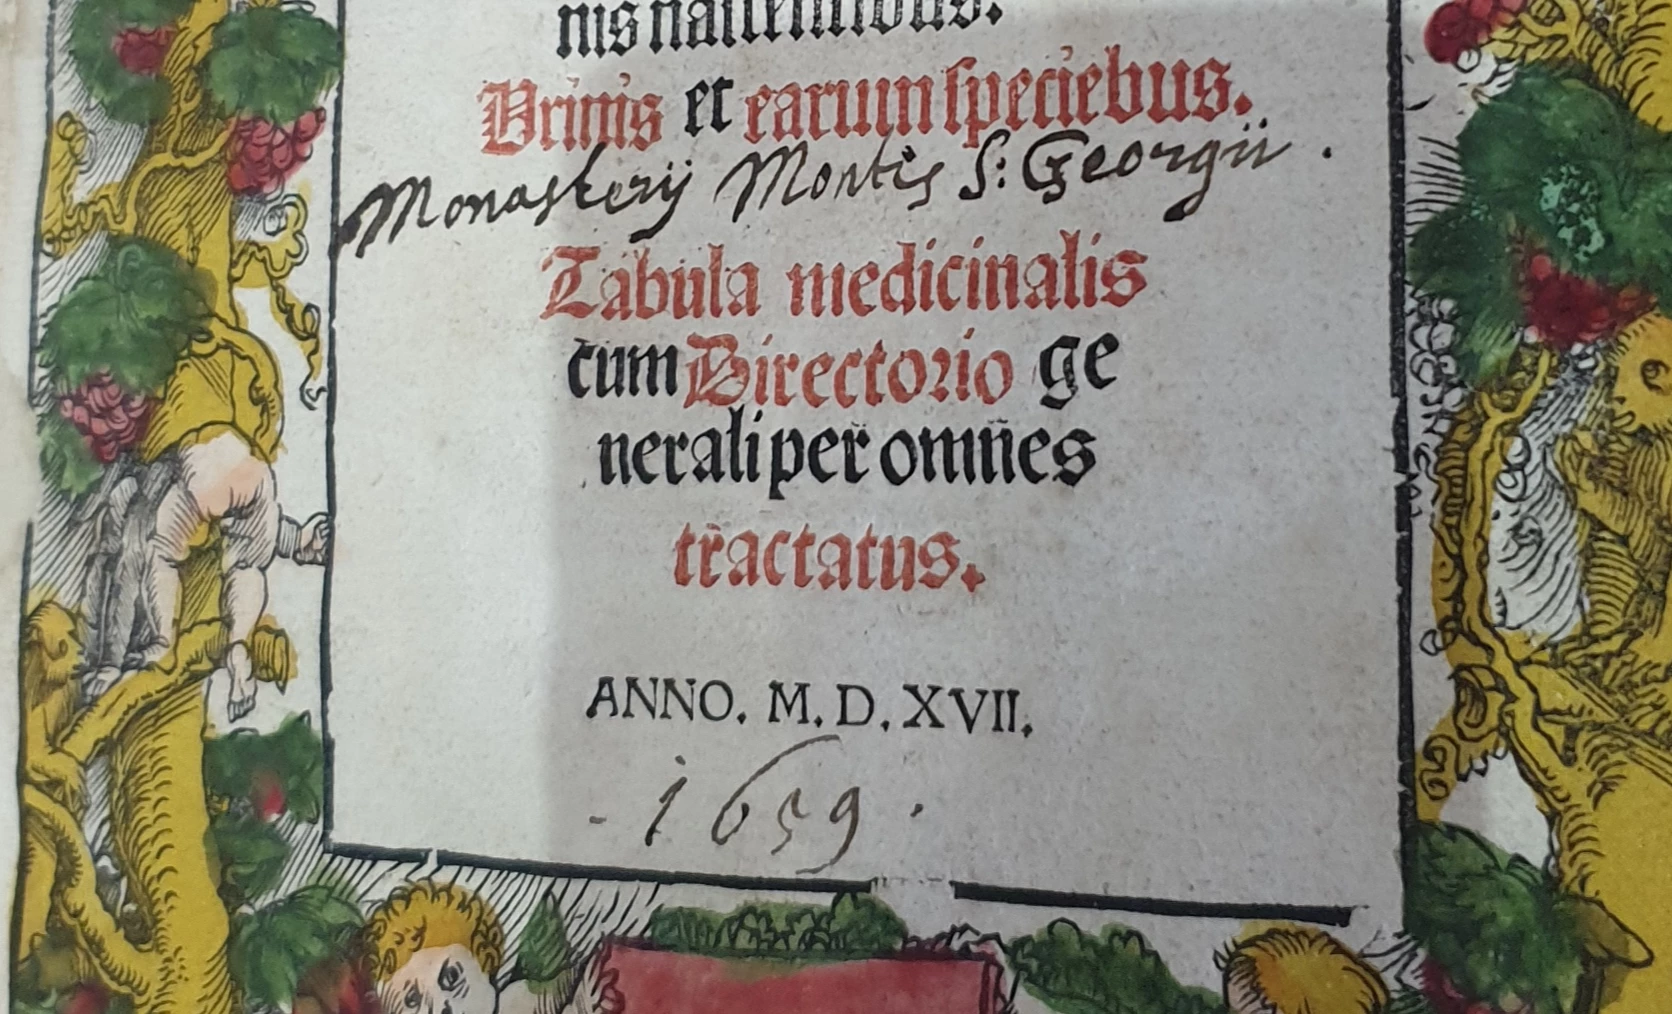 nis nascentibus.
Vrinis et earum speciebus.
Monasterij Montis S: Georgii .
Tabula medicinalis
cum Directorio ge
nerali per omnes
tractatus.
ANNO. M. D. XVII.
. 1659 .